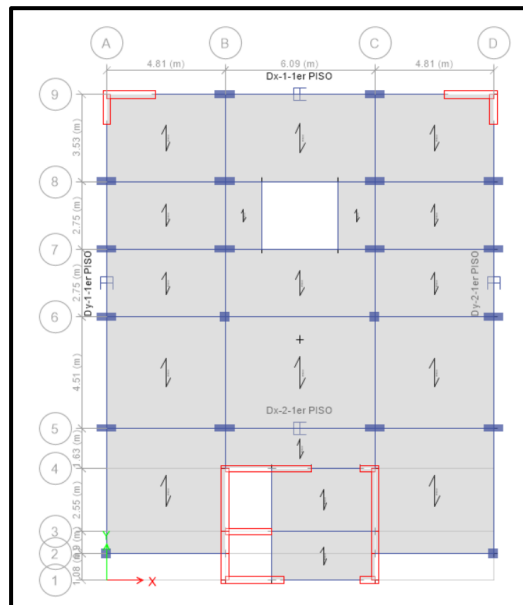 A B C D
4.81 (m) 6.09 (m) 4.81 (m)
Dx-1-1er PISO
9
3.53 (m)
8
2.75 (m)
7
2.75 (m)
Dy-1-1er PISO
Dy-2-1er PISO
6
4.51 (m)
Dx-2-1er PISO
5
1.63 (m)
4
2.55 (m)
3
Y
2
1.08 (m)
1
X